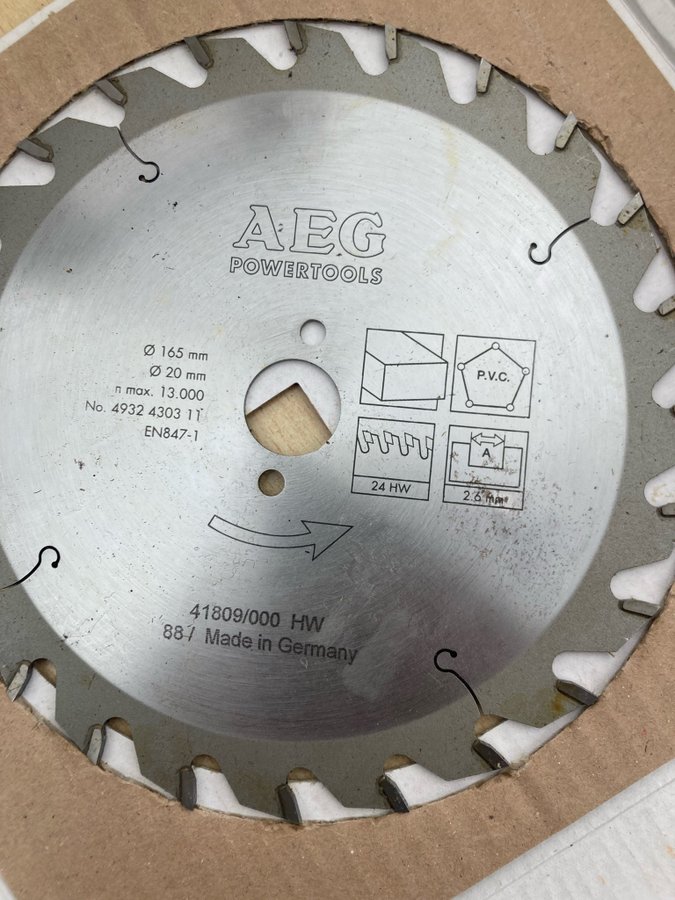 AEG
POWERTOOLS
Ø 165 mm
Ø 20 mm
n max. 13.000
No. 4932 4303 11
EN847-1
P.V.C.
24 HW
A
2.6 mm
41809/000 HW
887 Made in Germany